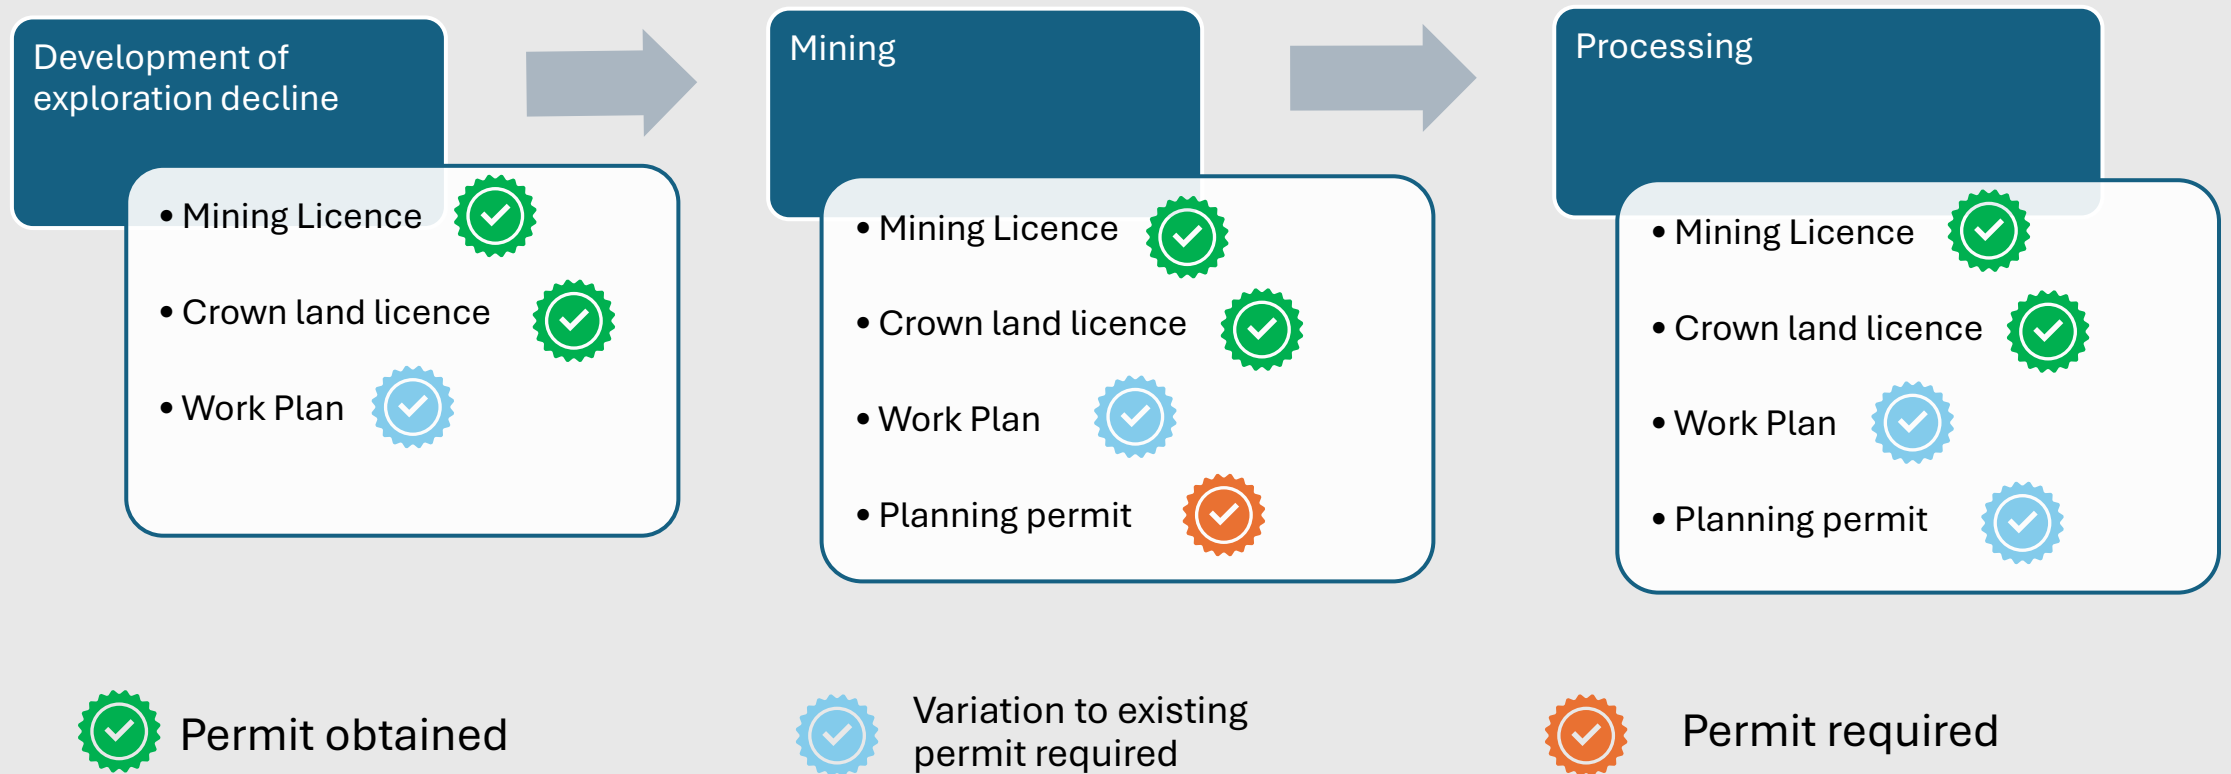 Development of
exploration decline
• Mining Licence
• Crown land licence
• Work Plan
Mining
• Mining Licence
• Crown land licence
• Work Plan
• Planning permit
Processing
• Mining Licence
• Crown land licence
• Work Plan
• Planning permit
Permit obtained
Variation to existing
permit required
Permit required